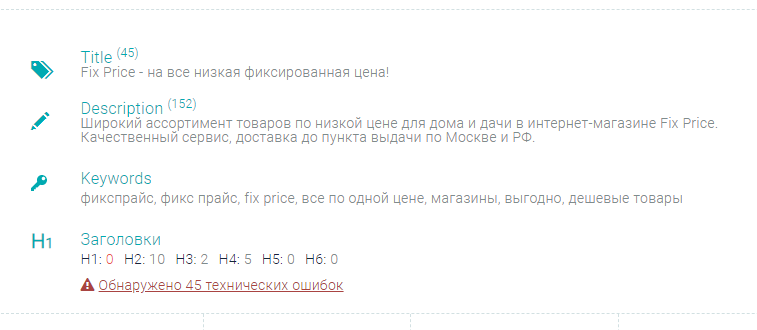 Title (45)
Fix Price - на все низкая фиксированная цена!
Description (152)
Широкий ассортимент товаров по низкой цене для дома и дачи в интернет-магазине Fix Price.
Качественный сервис, доставка до пункта выдачи по Москве и РФ.
Keywords
фикспрайс, фикс прайс, fix price, все по одной цене, магазины, выгодно, дешевые товары
H1 Заголовки
H1: 0 H2: 10 H3: 2 H4: 5 H5: 0 H6: 0
Обнаружено 45 технических ошибок